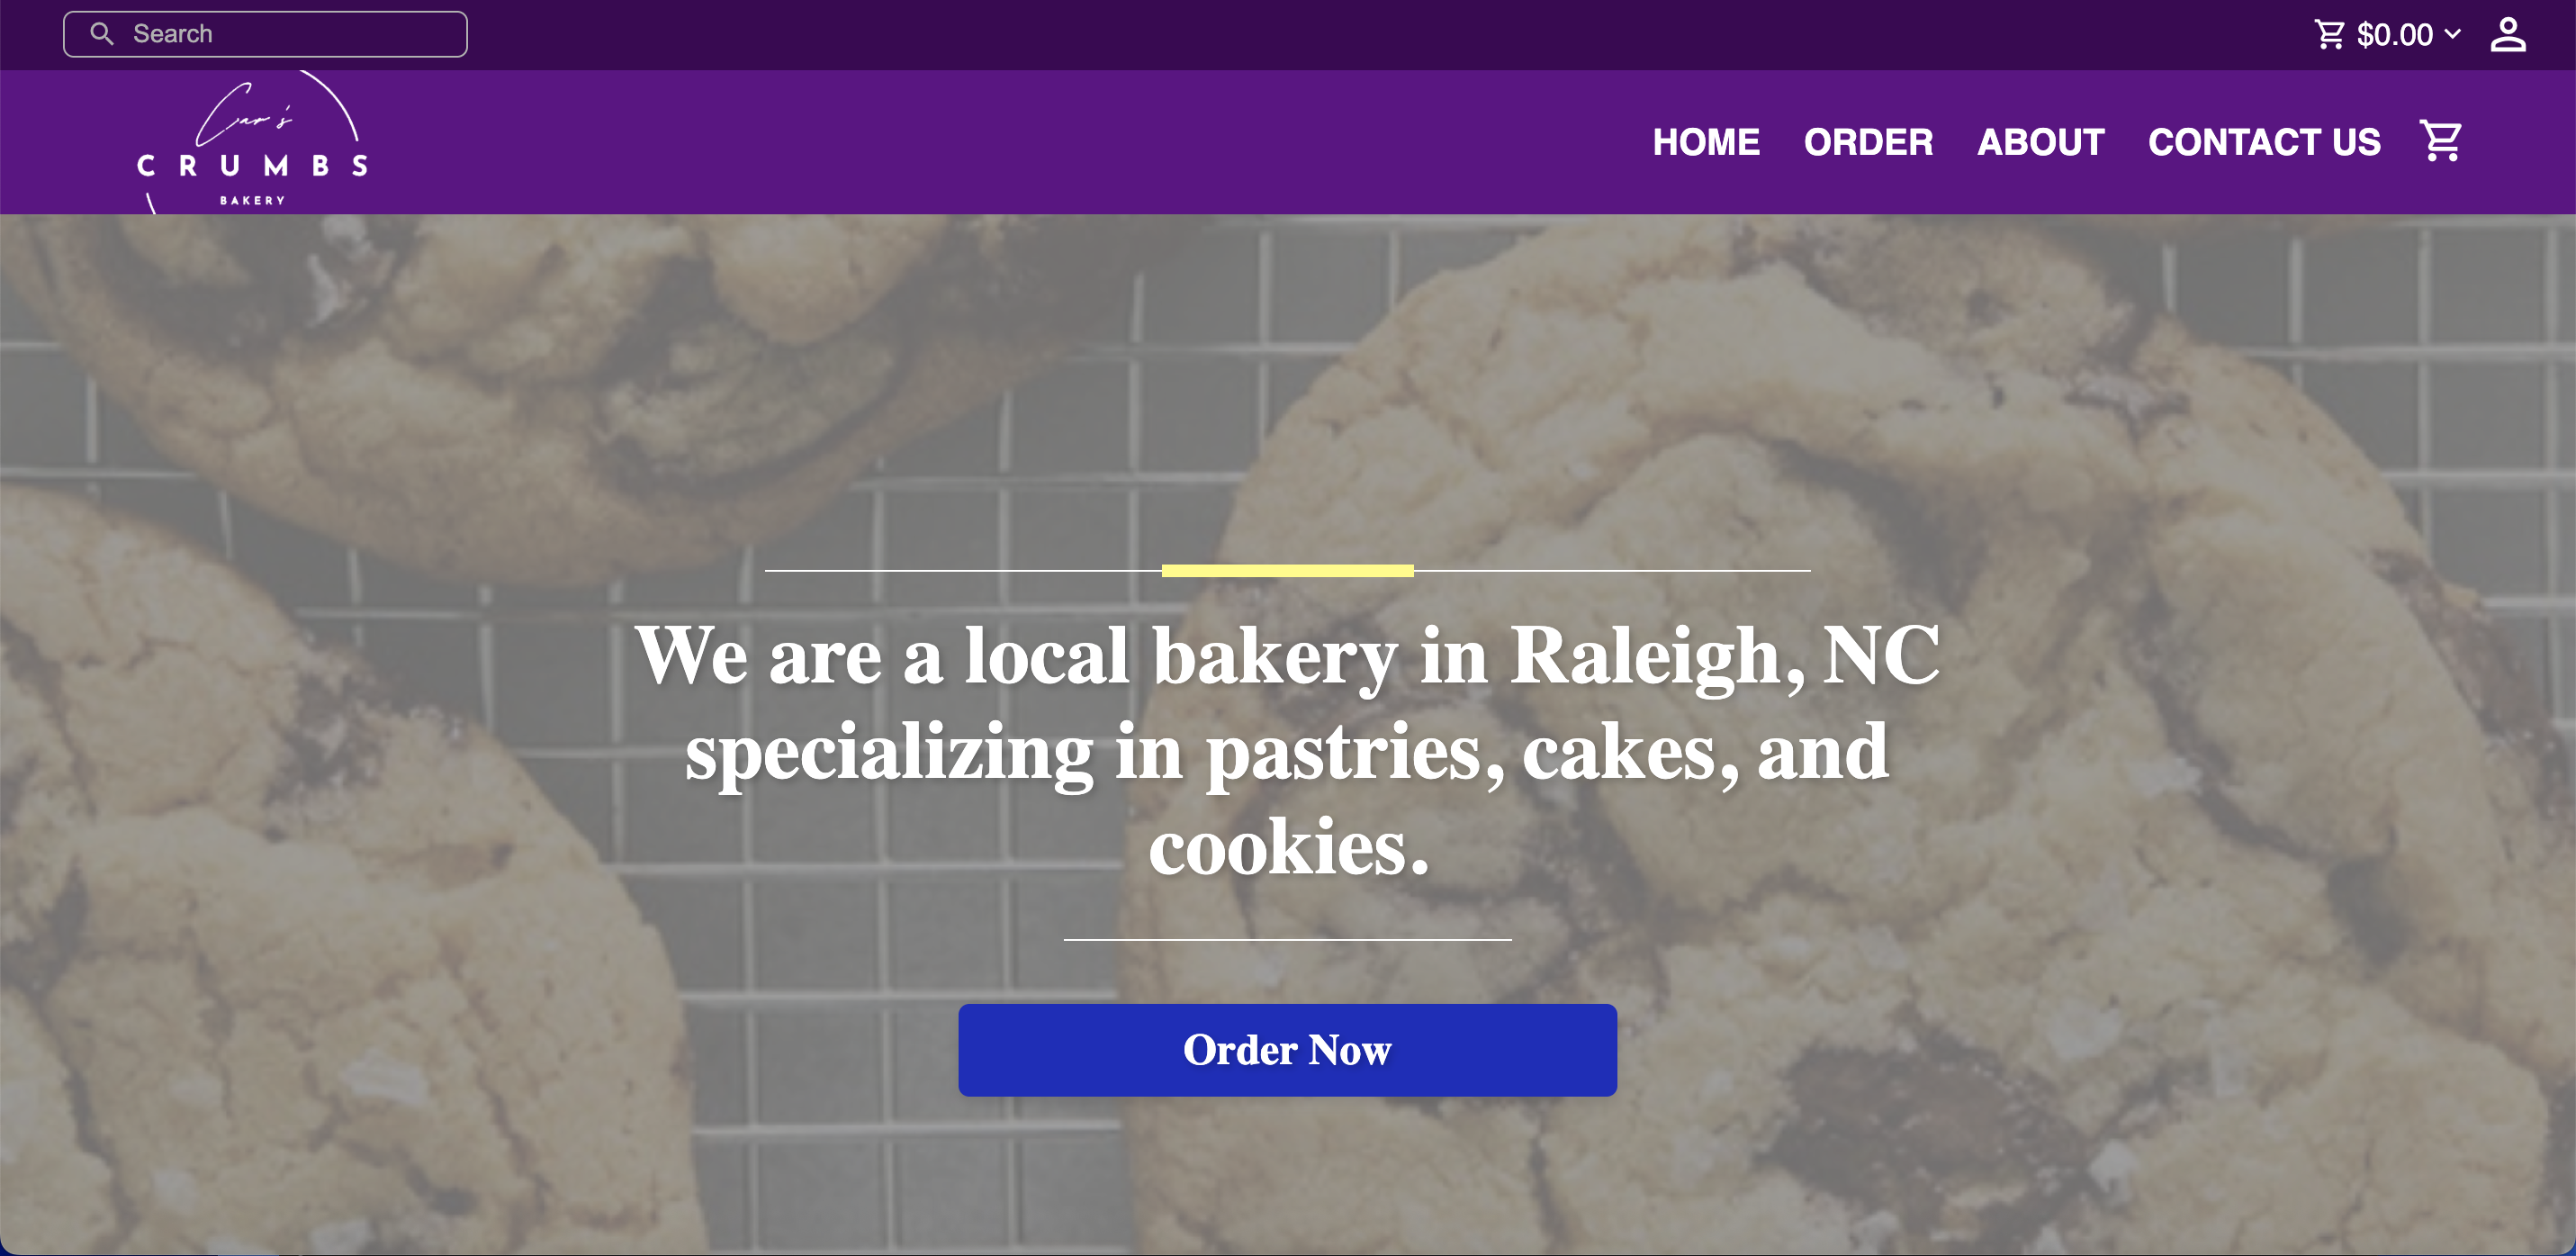 Search
$0.00
Car's
CRUMBS
BAKERY
HOME ORDER ABOUT CONTACT US
We are a local bakery in Raleigh, NC
specializing in pastries, cakes, and
cookies.
Order Now